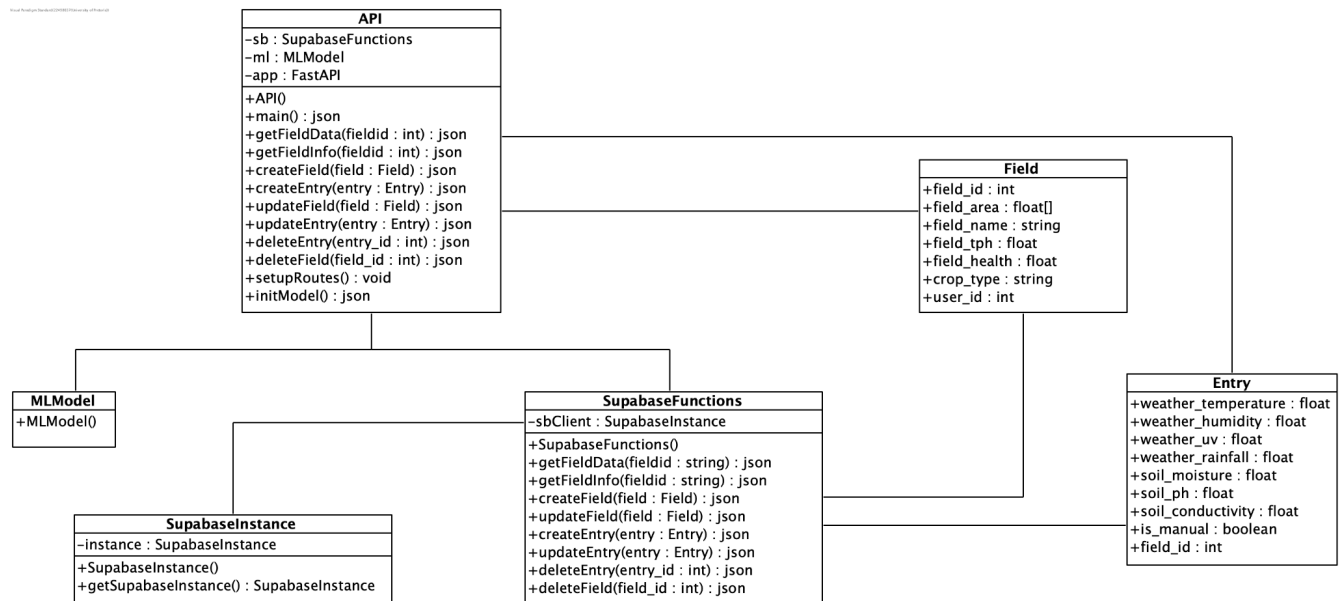 API
-sb : SupabaseFunctions
-ml : MLModel
-app : FastAPI
+API()
+main() : json
+getFieldData(fieldid : int) : json
+getFieldInfo(fieldid : int) : json
+createField(field : Field) : json
+createEntry(entry : Entry) : json
+updateField(field : Field) : json
+updateEntry(entry : Entry) : json
+deleteEntry(entry_id : int) : json
+deleteField(field_id : int) : json
+setupRoutes() : void
+initModel() : json
Field
+field_id : int
+field_area : float[]
+field_name : string
+field_tph : float
+field_health : float
+crop_type : string
+user_id : int
MLModel
+MLModel()
SupabaseFunctions
-sbClient : SupabaseInstance
+SupabaseFunctions()
+getFieldData(fieldid : string) : json
+getFieldInfo(fieldid : string) : json
+createField(field : Field) : json
+updateField(field : Field) : json
+createEntry(entry : Entry) : json
+updateEntry(entry : Entry) : json
+deleteEntry(entry_id : int) : json
+deleteField(field_id : int) : json
Entry
+weather_temperature : float
+weather_humidity : float
+weather_uv : float
+weather_rainfall : float
+soil_moisture : float
+soil_ph : float
+soil_conductivity : float
+is_manual : boolean
+field_id : int
SupabaseInstance
-instance : SupabaseInstance
+SupabaseInstance()
+getSupabaseInstance() : SupabaseInstance